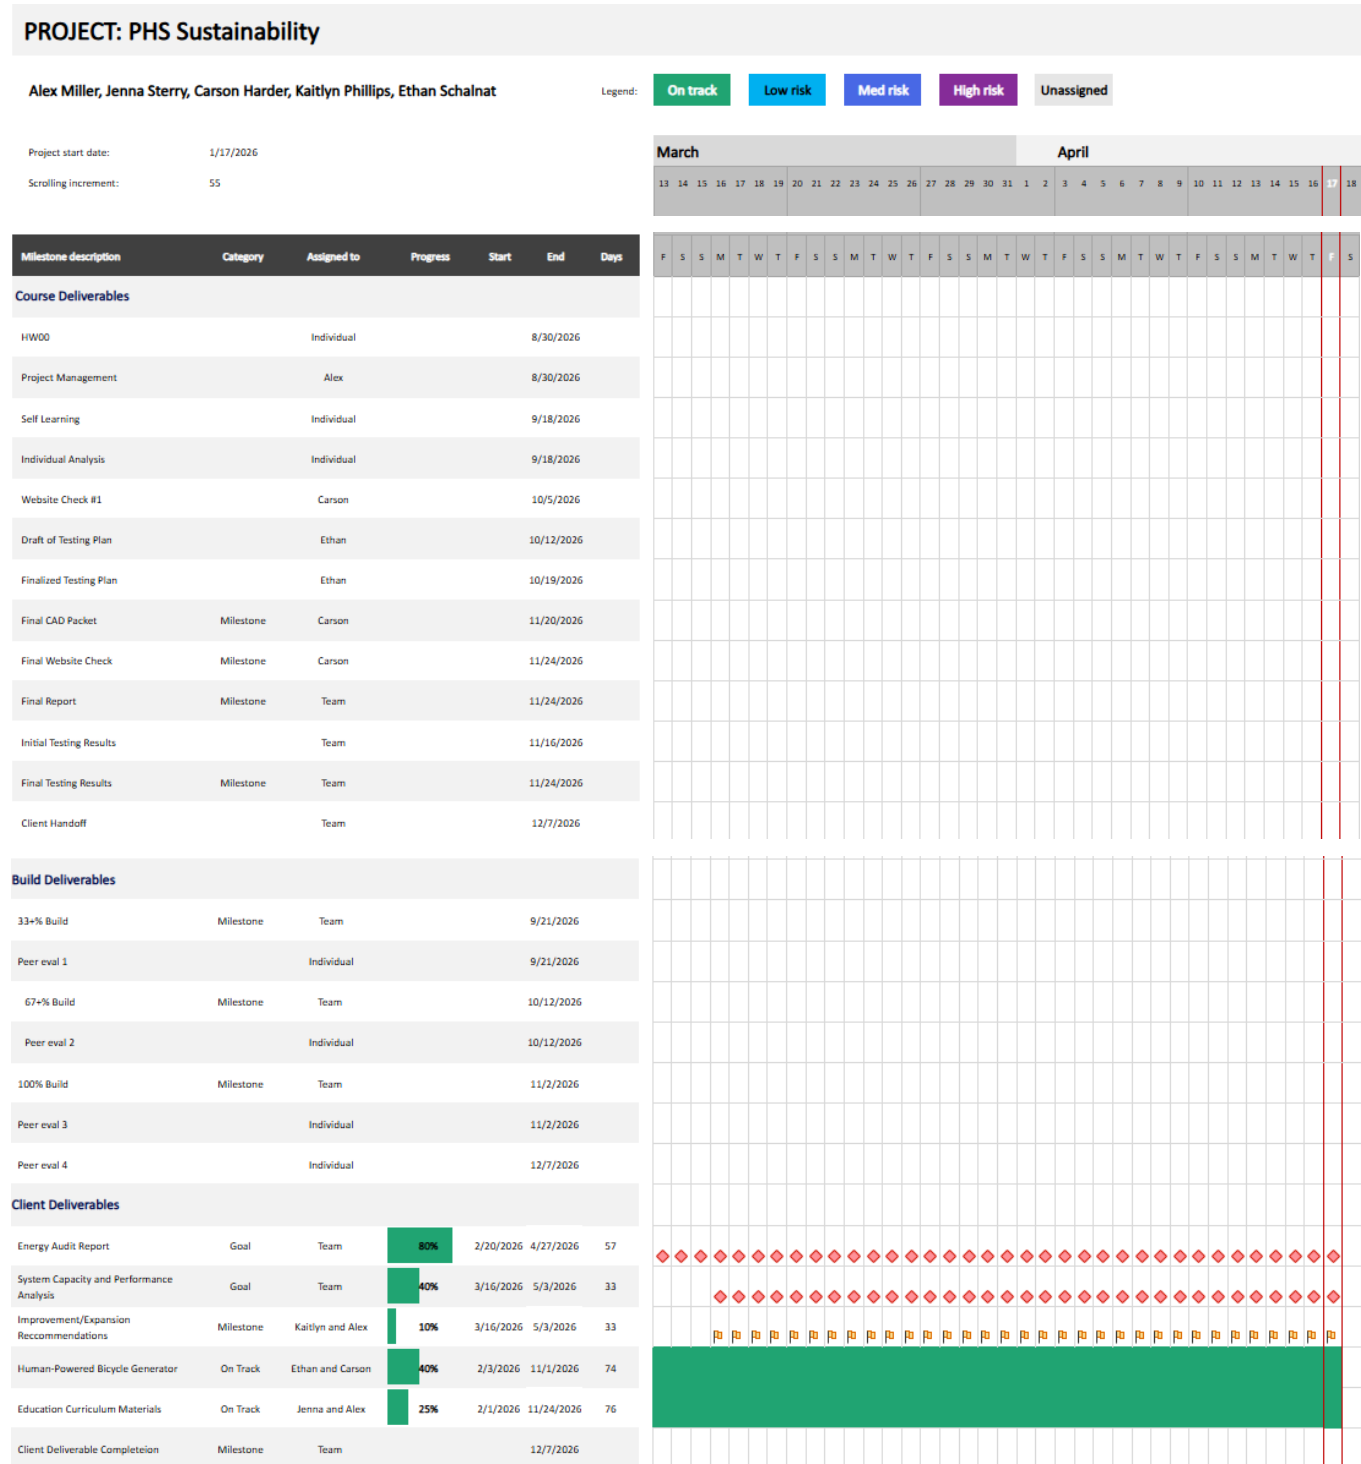 PROJECT: PHS Sustainability
Alex Miller, Jenna Sterry, Carson Harder, Kaitlyn Phillips, Ethan Schalnat
Legend: On track Low risk Med risk High risk Unassigned
Project start date: 1/17/2026
Scrolling increment: 55
March April
13 14 15 16 17 18 19 20 21 22 23 24 25 26 27 28 29 30 31 1 2 3 4 5 6 7 8 9 10 11 12 13 14 15 16 17 18
Milestone description Category Assigned to Progress Start End Days
F S S M T W T F S S M T W T F S S M T W T F S S M T W T F S S M T W T F S
Course Deliverables
HW00 Individual 8/30/2026
Project Management Alex 8/30/2026
Self Learning Individual 9/18/2026
Individual Analysis Individual 9/18/2026
Website Check #1 Carson 10/5/2026
Draft of Testing Plan Ethan 10/12/2026
Finalized Testing Plan Ethan 10/19/2026
Final CAD Packet Milestone Carson 11/20/2026
Final Website Check Milestone Carson 11/24/2026
Final Report Milestone Team 11/24/2026
Initial Testing Results Team 11/16/2026
Final Testing Results Milestone Team 11/24/2026
Client Handoff Team 12/7/2026
Build Deliverables
33+% Build Milestone Team 9/21/2026
Peer eval 1 Individual 9/21/2026
67+% Build Milestone Team 10/12/2026
Peer eval 2 Individual 10/12/2026
100% Build Milestone Team 11/2/2026
Peer eval 3 Individual 11/2/2026
Peer eval 4 Individual 12/7/2026
Client Deliverables
Energy Audit Report Goal Team 80% 2/20/2026 4/27/2026 57
System Capacity and Performance
Analysis Goal Team 40% 3/16/2026 5/3/2026 33
Improvement/Expansion
Reccommendations Milestone Kaitlyn and Alex 10% 3/16/2026 5/3/2026 33
Human-Powered Bicycle Generator On Track Ethan and Carson 40% 2/3/2026 11/1/2026 74
Education Curriculum Materials On Track Jenna and Alex 25% 2/1/2026 11/24/2026 76
Client Deliverable Completeion Milestone Team 12/7/2026